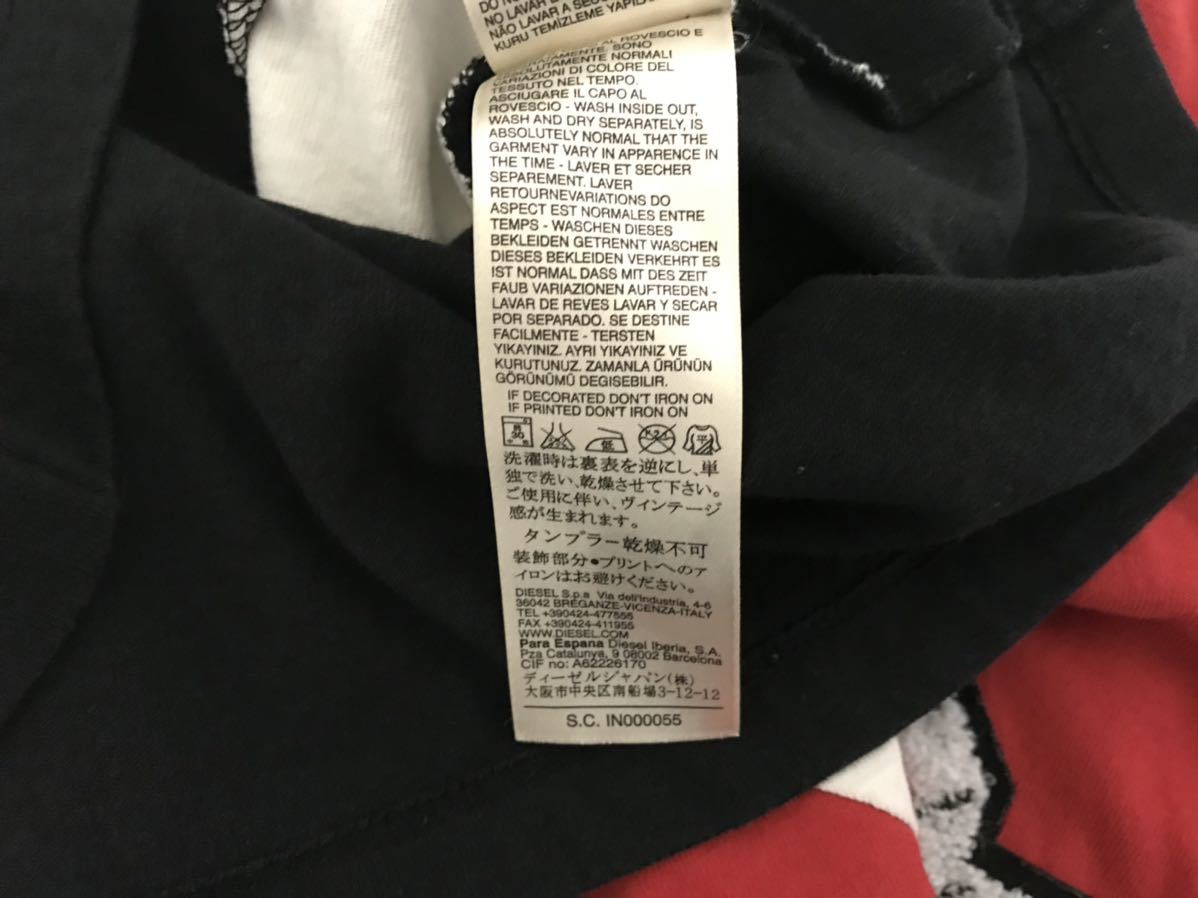 NO LAVAR
NÃO LAVAR A
KURU TEMIZLEME
ROVESCIO E
SONO
ABSOLUTAMENTE NORMALI
VARIAZIONI DI COLORE DEL
TESSUTO NEL TEMPO.
ASCIUGARE IL CAPO AL
ROVESCIO - WASH INSIDE OUT,
WASH AND DRY SEPARATELY, IS
ABSOLUTELY NORMAL THAT THE
GARMENT VARY IN APPARENCE IN
THE TIME - LAVER ET SECHER
SEPAREMENT. LAVER
RETOURNEVARIATIONS DO
ASPECT EST NORMALES ENTRE
TEMPS - WASCHEN DIESES
BEKLEIDEN GETRENNT WASCHEN
DIESES BEKLEIDEN VERKEHRT ES
IST NORMAL DASS MIT DES ZEIT
FAUB VARIAZIONEN AUFTREDEN -
LAVAR DE REVES LAVAR Y SECAR
POR SEPARADO. SE DESTINE
FACILMENTE - TERSTEN
YIKAYINIZ. AYRI YIKAYINIZ VE
KURUTUNUZ. ZAMANLA ÜRÜNÜN
GÖRÜNÜMÜ DEGISEBILIR.
IF DECORATED DON'T IRON ON
IF PRINTED DON'T IRON ON
30 低
洗濯時は裏表を逆にし、単
独で洗い、乾燥させて下さい。
ご使用に伴い、ヴィンテージ
感が生まれます。
タンブラー乾燥不可
装飾部分●プリントへのア
イロンはお避けください。
DIESEL S.p.a Via dell'Industria, 4-6
36042 BREGANZE-VICENZA-ITALY
TEL +390424-477555
FAX +390424-411955
WWW.DIESEL.COM
Para Espana Diesel Iberia, S.A.
Pza Catalunya, 9 08002 Barcelona
CIF no: A62226170
ディーゼルジャパン(株)
大阪市中央区南船場3-12-12
S.C. IN000055